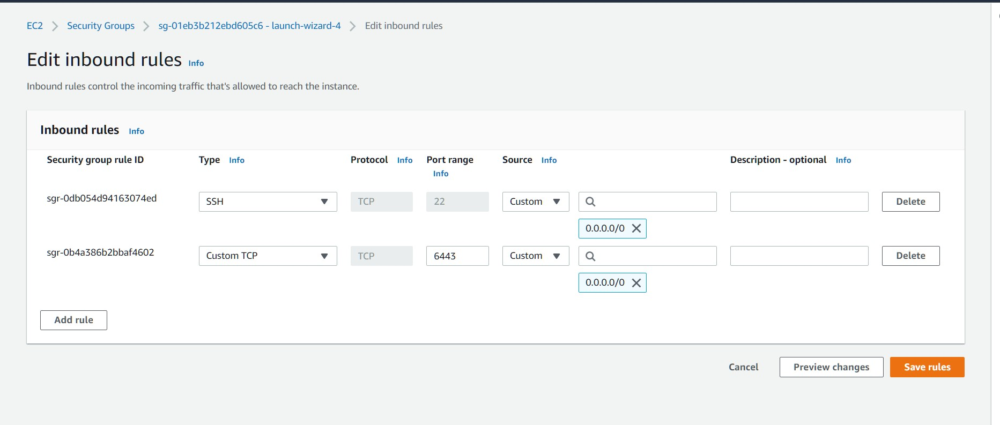 EC2 > Security Groups > sg-01eb3b212ebd605c6 - launch-wizard-4 > Edit inbound rules
Edit inbound rules Info
Inbound rules control the incoming traffic that's allowed to reach the instance.
Inbound rules Info
Security group rule ID Type Info Protocol Info Port range Source Info Description - optional Info
Info
sgr-0db054d94163074ed SSH TCP 22 Custom Delete
0.0.0.0/0
sgr-0b4a386b2bbaf4602 Custom TCP TCP 6443 Custom Delete
0.0.0.0/0
Add rule
Cancel Preview changes Save rules